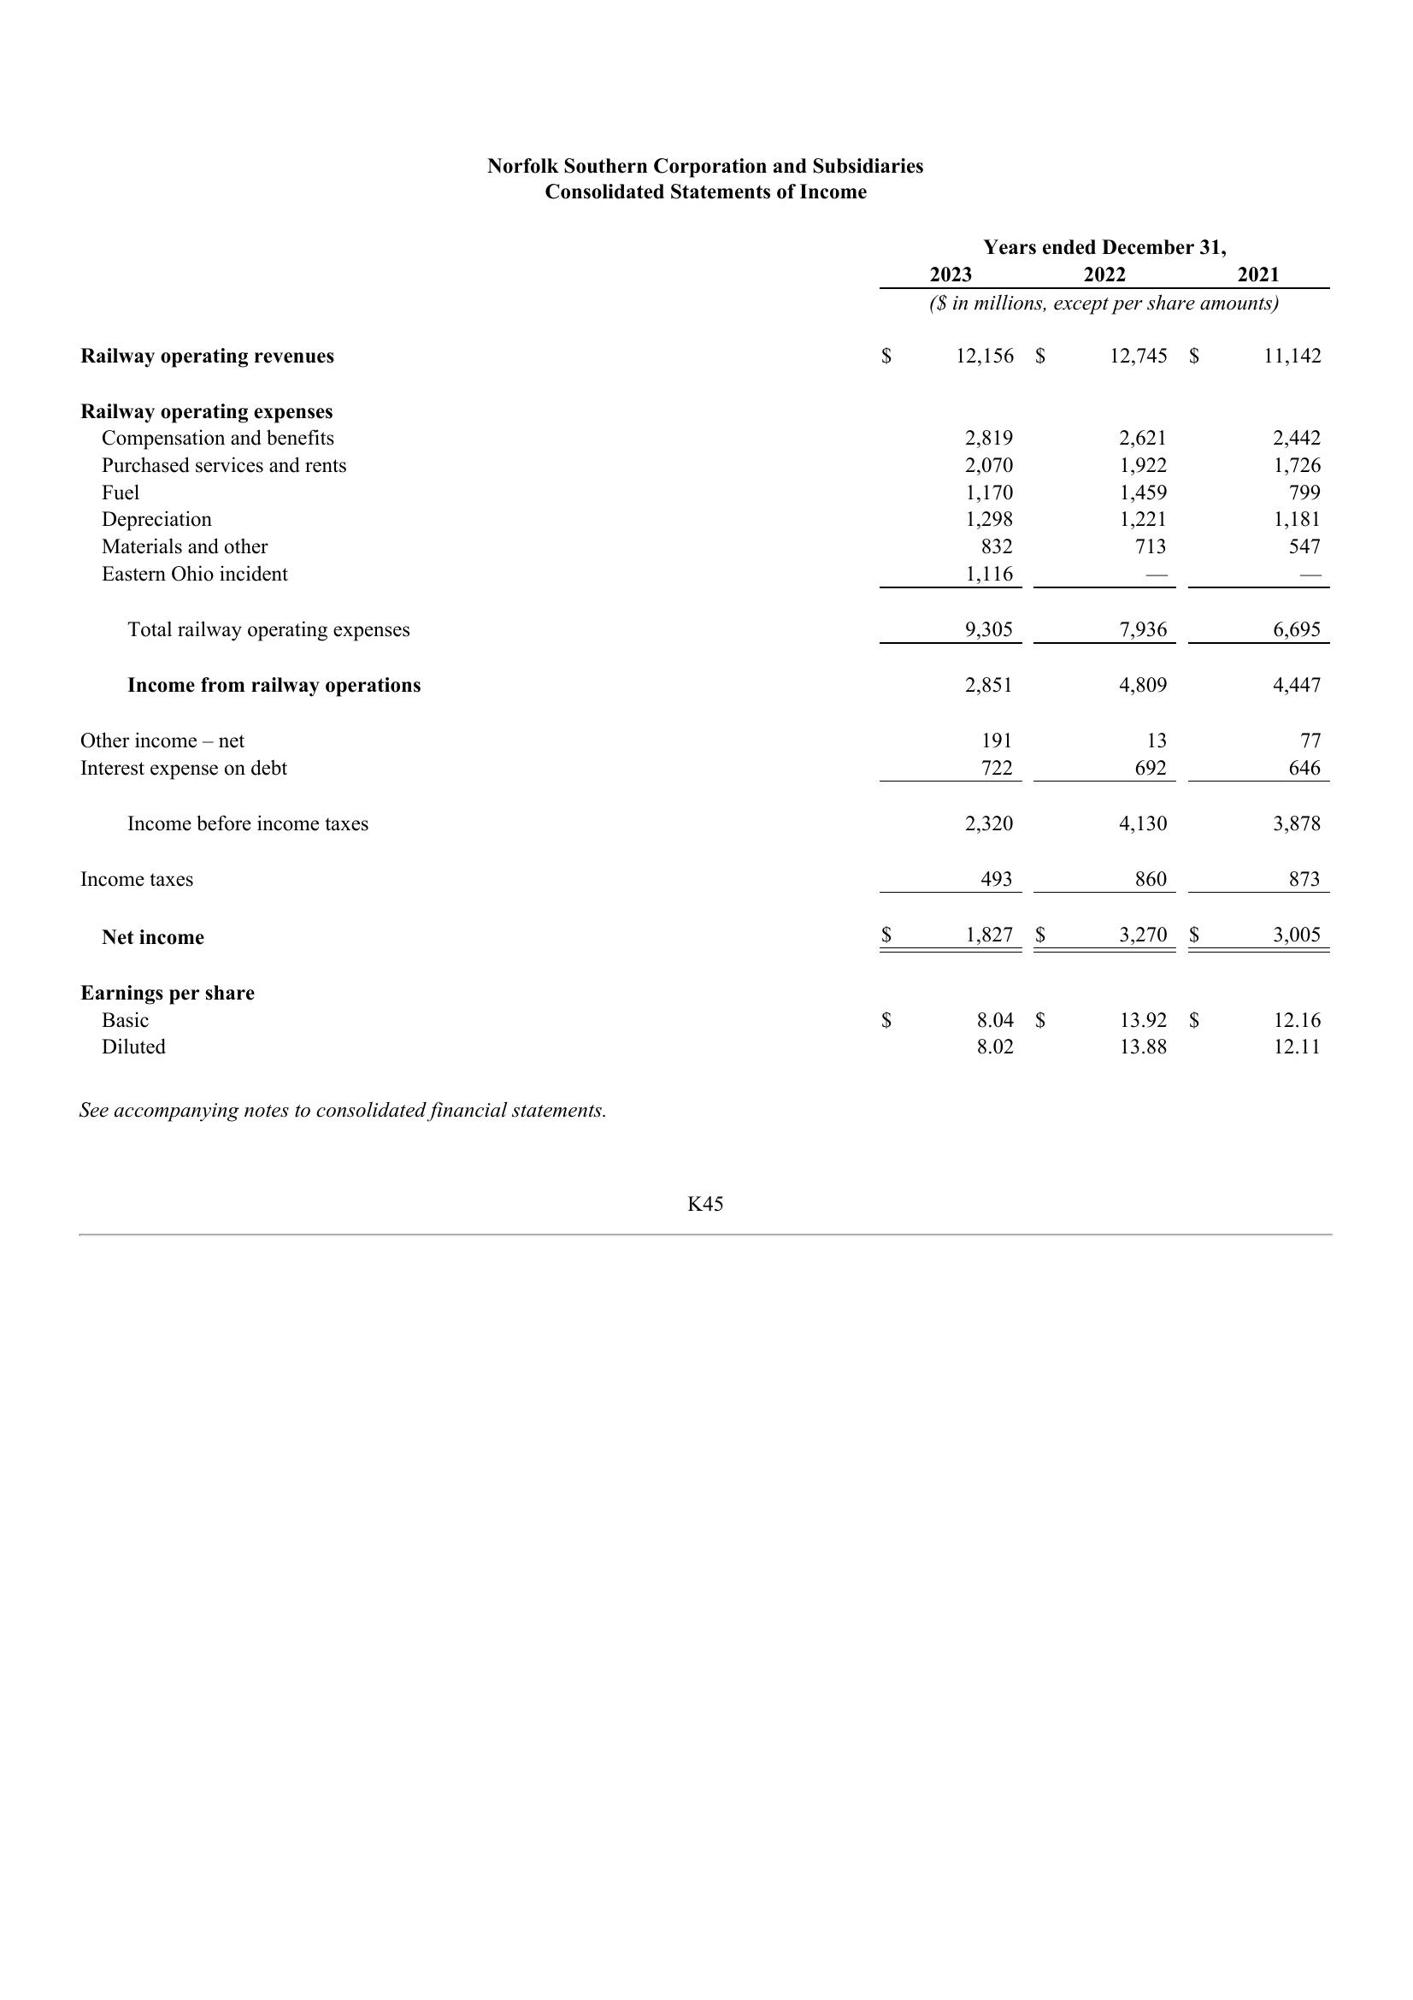 Norfolk Southern Corporation and Subsidiaries
Consolidated Statements of Income
Years ended December 31,
2023 2022 2021
($ in millions, except per share amounts)
Railway operating revenues $ 12,156 $ 12,745 $ 11,142
Railway operating expenses
Compensation and benefits 2,819 2,621 2,442
Purchased services and rents 2,070 1,922 1,726
Fuel 1,170 1,459 799
Depreciation 1,298 1,221 1,181
Materials and other 832 713 547
Eastern Ohio incident 1,116 — —
Total railway operating expenses 9,305 7,936 6,695
Income from railway operations 2,851 4,809 4,447
Other income – net 191 13 77
Interest expense on debt 722 692 646
Income before income taxes 2,320 4,130 3,878
Income taxes 493 860 873
Net income $ 1,827 $ 3,270 $ 3,005
Earnings per share
Basic $ 8.04 $ 13.92 $ 12.16
Diluted 8.02 13.88 12.11
See accompanying notes to consolidated financial statements.
K45